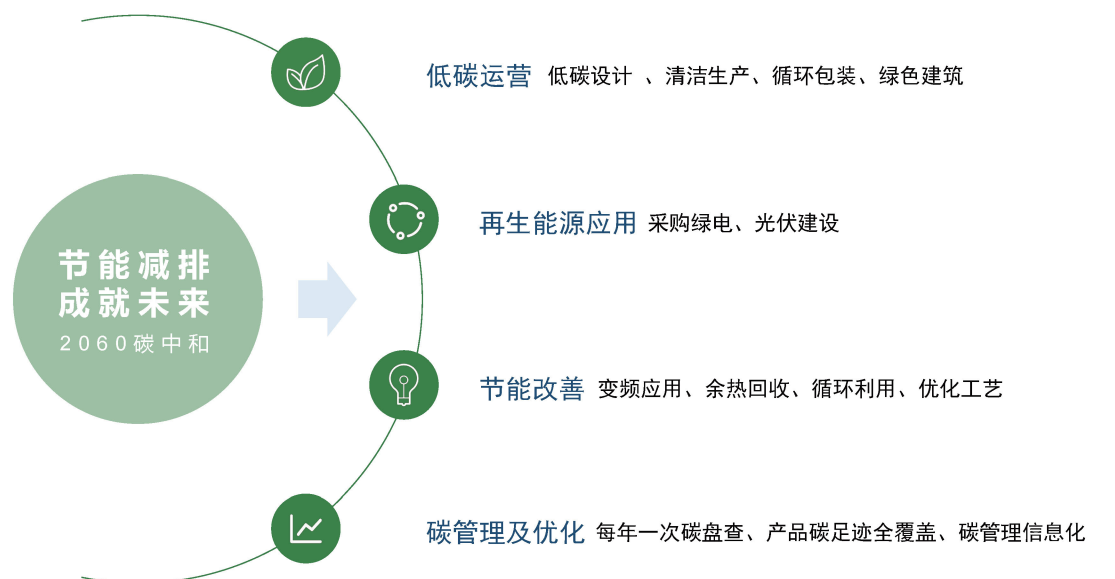 低碳运营 低碳设计 、清洁生产、循环包装、绿色建筑
再生能源应用 采购绿电、光伏建设
节能减排
成就未来
2060碳中和
节能改善 变频应用、余热回收、循环利用、优化工艺
碳管理及优化 每年一次碳盘查、产品碳足迹全覆盖、碳管理信息化